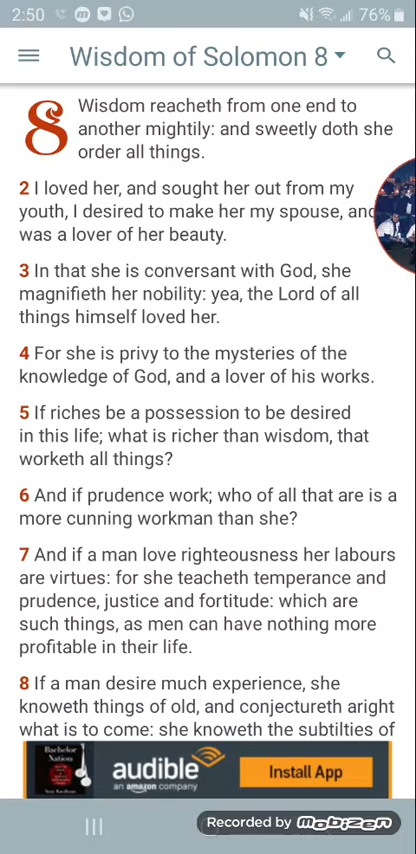 2:50
76%
Wisdom of Solomon 8
8 Wisdom reacheth from one end to
another mightily: and sweetly doth she
order all things.
2 I loved her, and sought her out from my
youth, I desired to make her my spouse, and
was a lover of her beauty.
3 In that she is conversant with God, she
magnifieth her nobility: yea, the Lord of all
things himself loved her.
4 For she is privy to the mysteries of the
knowledge of God, and a lover of his works.
5 If riches be a possession to be desired
in this life; what is richer than wisdom, that
worketh all things?
6 And if prudence work; who of all that are is a
more cunning workman than she?
7 And if a man love righteousness her labours
are virtues: for she teacheth temperance and
prudence, justice and fortitude: which are
such things, as men can have nothing more
profitable in their life.
8 If a man desire much experience, she
knoweth things of old, and conjectureth aright
what is to come: she knoweth the subtilties of
Bachelor
Nation
audible
an amazon company
Install App
Recorded by mobizen